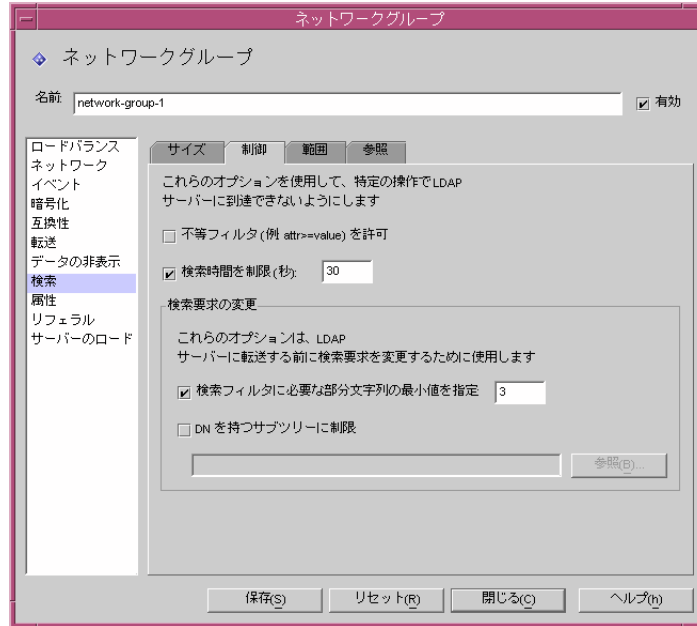 ネットワークグループ
ネットワークグループ
名前: network-group-1
有効
ロードバランス
ネットワーク
イベント
暗号化
互換性
転送
データの非表示
検索
属性
リフェラル
サーバーのロード
サイズ 制御 範囲 参照
これらのオプションを使用して、特定の操作でLDAP
サーバーに到達できないようにします
不等フィルタ(例 attr>=value) を許可
検索時間を制限(秒): 30
検索要求の変更
これらのオプションは、LDAP
サーバーに転送する前に検索要求を変更するために使用します
検索フィルタに必要な部分文字列の最小値を指定 3
DN を持つサブツリーに制限
参照(B)...
保存(S) リセット(R) 閉じる(C) ヘルプ(h)